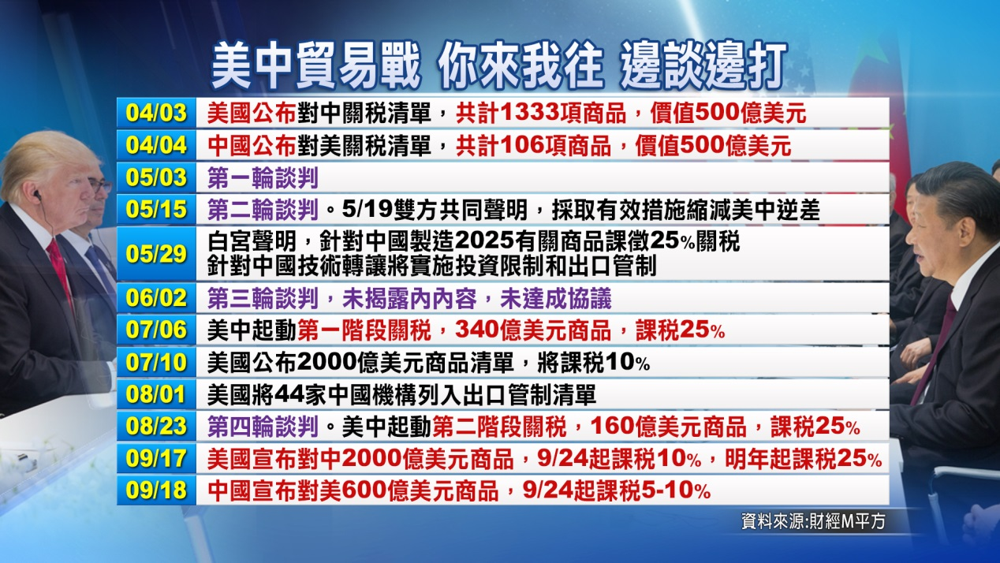 美中貿易戰 你來我往 邊談邊打
04/03 美國公布對中關稅清單，共計1333項商品，價值500億美元
04/04 中國公布對美關稅清單，共計106項商品，價值500億美元
05/03 第一輪談判
05/15 第二輪談判。5/19雙方共同聲明，採取有效措施縮減美中逆差
05/29 白宮聲明，針對中國製造2025有關商品課徵25%關稅
針對中國技術轉讓將實施投資限制和出口管制
06/02 第三輪談判，未揭露內內容，未達成協議
07/06 美中起動第一階段關稅，340億美元商品，課稅25%
07/10 美國公布2000億美元商品清單，將課稅10%
08/01 美國將44家中國機構列入出口管制清單
08/23 第四輪談判。美中起動第二階段關稅，160億美元商品，課稅25%
09/17 美國宣布對中2000億美元商品，9/24起課稅10%，明年起課稅25%
09/18 中國宣布對美600億美元商品，9/24起課稅5-10%
資料來源:財經M平方